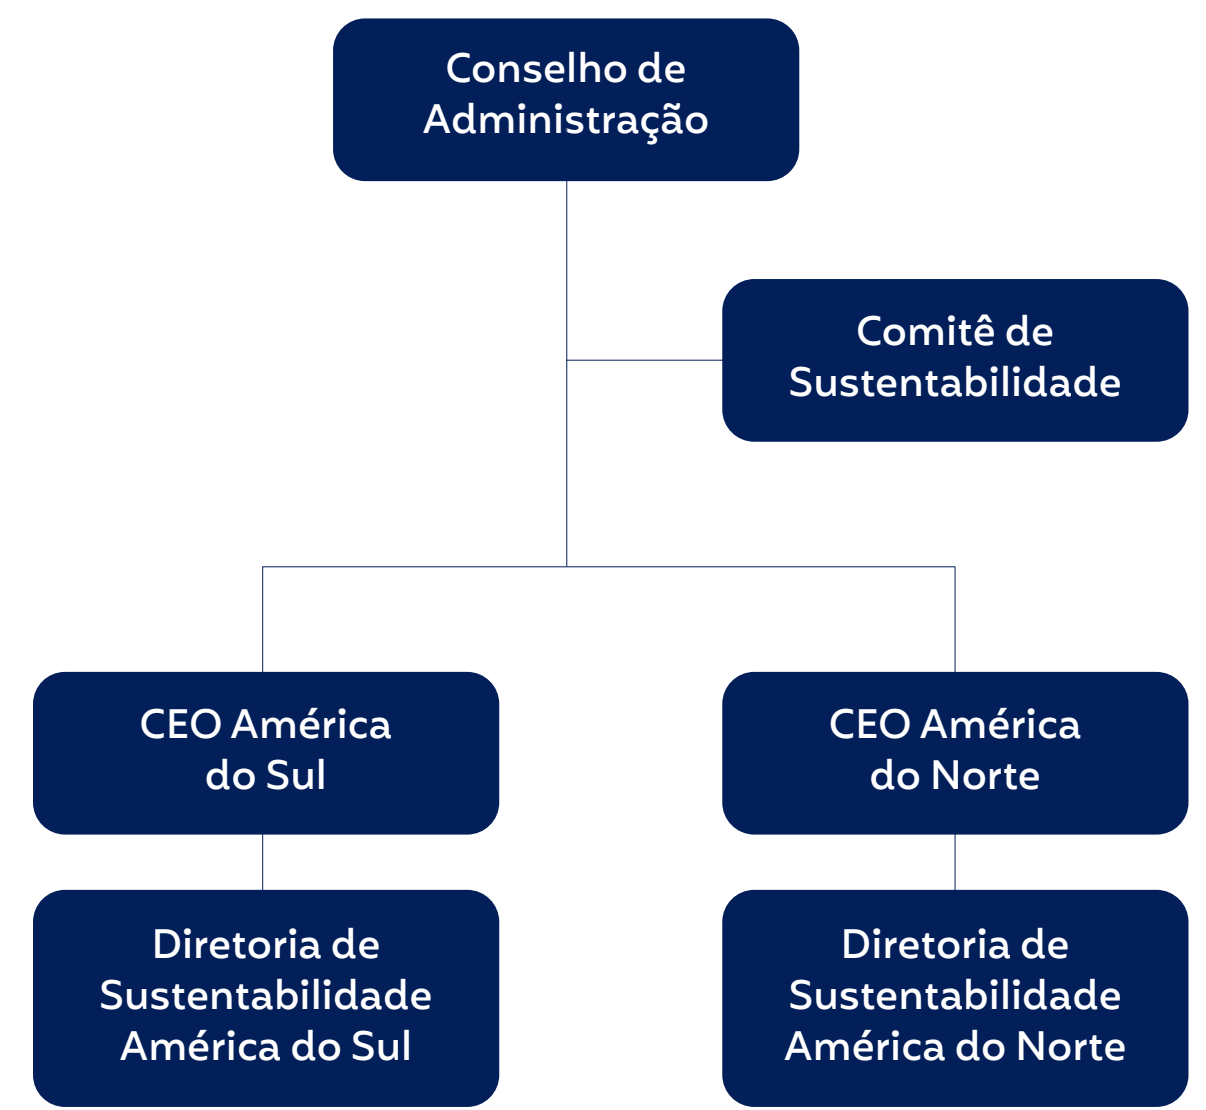 Conselho de
Administração
Comitê de
Sustentabilidade
CEO América
do Sul
CEO América
do Norte
Diretoria de
Sustentabilidade
América do Sul
Diretoria de
Sustentabilidade
América do Norte